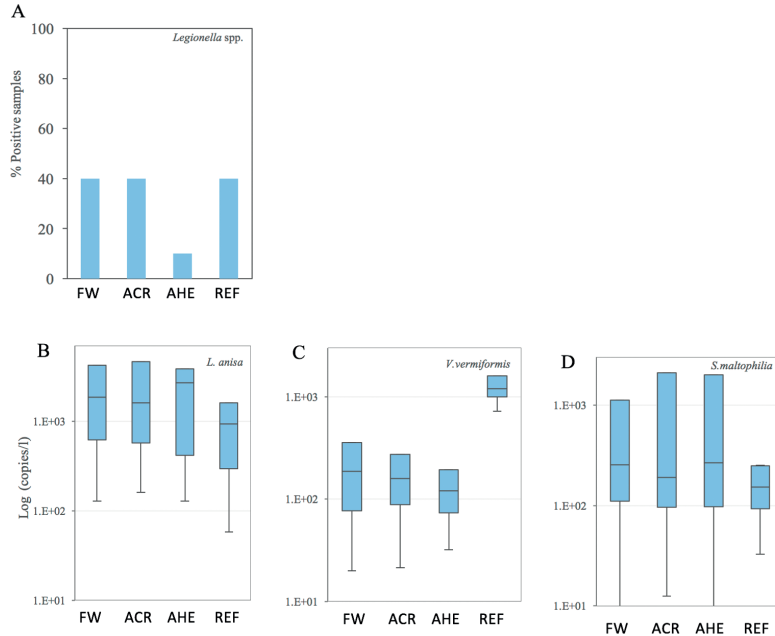 A
Legionella spp.
% Positive samples
100
80
60
40
20
0
FW ACR AHE REF
B
L. anisa
Log (copies/l)
1.E+03
1.E+02
1.E+01
FW ACR AHE REF
C
V.vermiformis
1.E+03
1.E+02
1.E+01
FW ACR AHE REF
D
S.maltophilia
1.E+03
1.E+02
1.E+01
FW ACR AHE REF